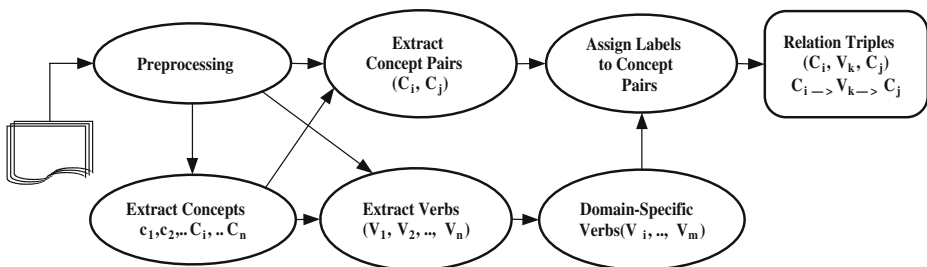 Preprocessing
Extract
Concept Pairs
(C_i, C_j)
Assign Labels
to Concept
Pairs
Relation Triples
(C_i, V_k, C_j)
C_i —> V_k —> C_j
Extract Concepts
c_1,c_2,.. C_i, .. C_n
Extract Verbs
(V_1, V_2, .., V_n)
Domain-Specific
Verbs(V_i, .., V_m)